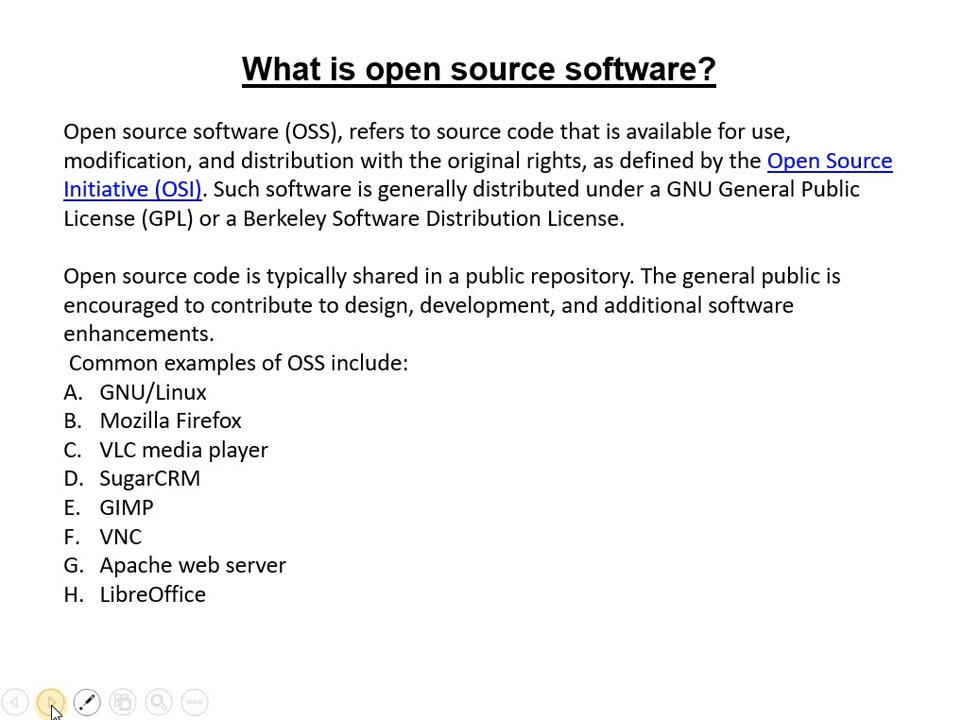 What is open source software?
Open source software (OSS), refers to source code that is available for use,
modification, and distribution with the original rights, as defined by the Open Source
Initiative (OSI). Such software is generally distributed under a GNU General Public
License (GPL) or a Berkeley Software Distribution License.
Open source code is typically shared in a public repository. The general public is
encouraged to contribute to design, development, and additional software
enhancements.
Common examples of OSS include:
A. GNU/Linux
B. Mozilla Firefox
C. VLC media player
D. SugarCRM
E. GIMP
F. VNC
G. Apache web server
H. LibreOffice